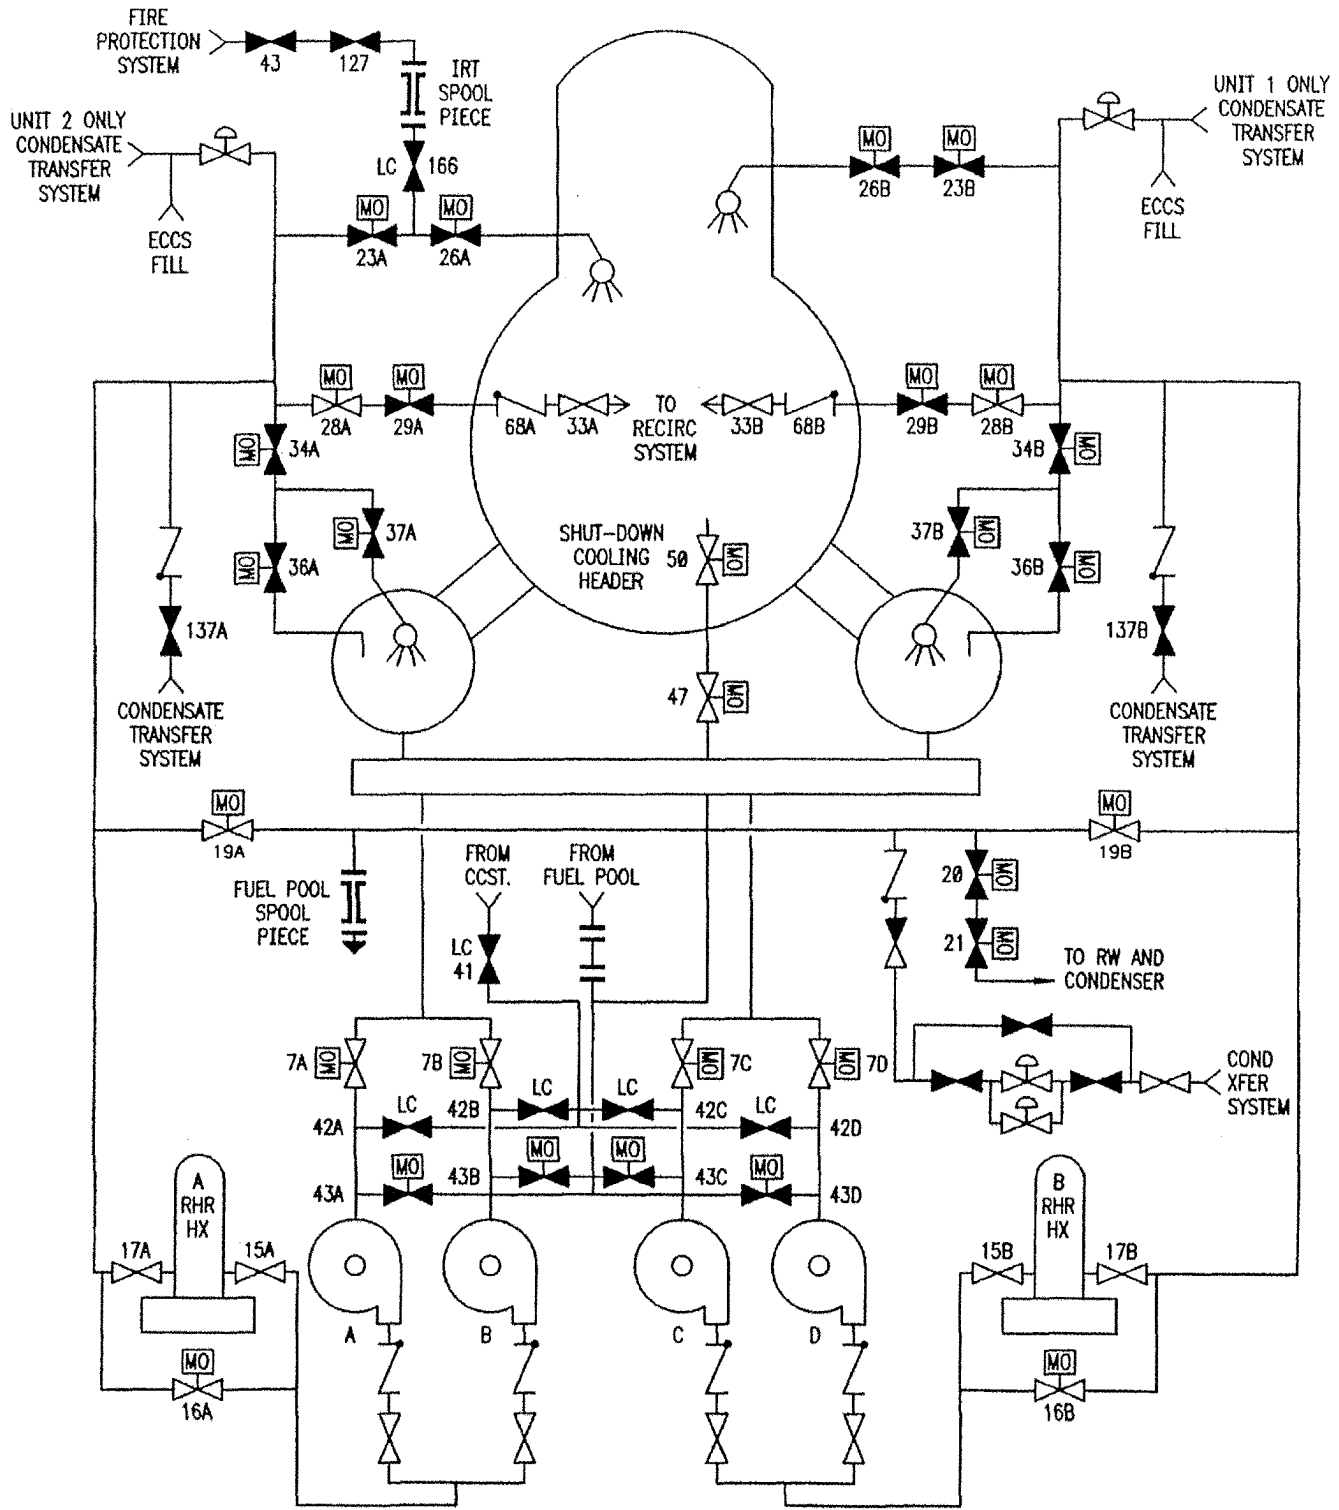 FIRE
PROTECTION
SYSTEM
43
127
IRT
SPOOL
PIECE
UNIT 2 ONLY
CONDENSATE
TRANSFER
SYSTEM
LC
166
ECCS
FILL
MO
23A
MO
26A
UNIT 1 ONLY
CONDENSATE
TRANSFER
SYSTEM
MO
26B
MO
23B
ECCS
FILL
MO
28A
MO
29A
68A
33A
TO
RECIRC
SYSTEM
33B
68B
MO
29B
MO
28B
MO
34A
34B
MO
MO
37A
37B
MO
MO
36A
36B
MO
SHUT-DOWN
COOLING
HEADER
50
MO
137A
137B
47
MO
CONDENSATE
TRANSFER
SYSTEM
CONDENSATE
TRANSFER
SYSTEM
MO
19A
MO
19B
FROM
CCST.
FROM
FUEL POOL
FUEL POOL
SPOOL
PIECE
LC
41
20
MO
21
MO
TO RW AND
CONDENSER
7A
MO
7B
MO
MO
7C
MO
7D
COND
XFER
SYSTEM
42A
LC
42B
LC
LC
42C
LC
42D
43A
MO
43B
MO
MO
43C
MO
43D
A
RHR
HX
17A
15A
B
RHR
HX
15B
17B
A
B
C
D
MO
16A
MO
16B